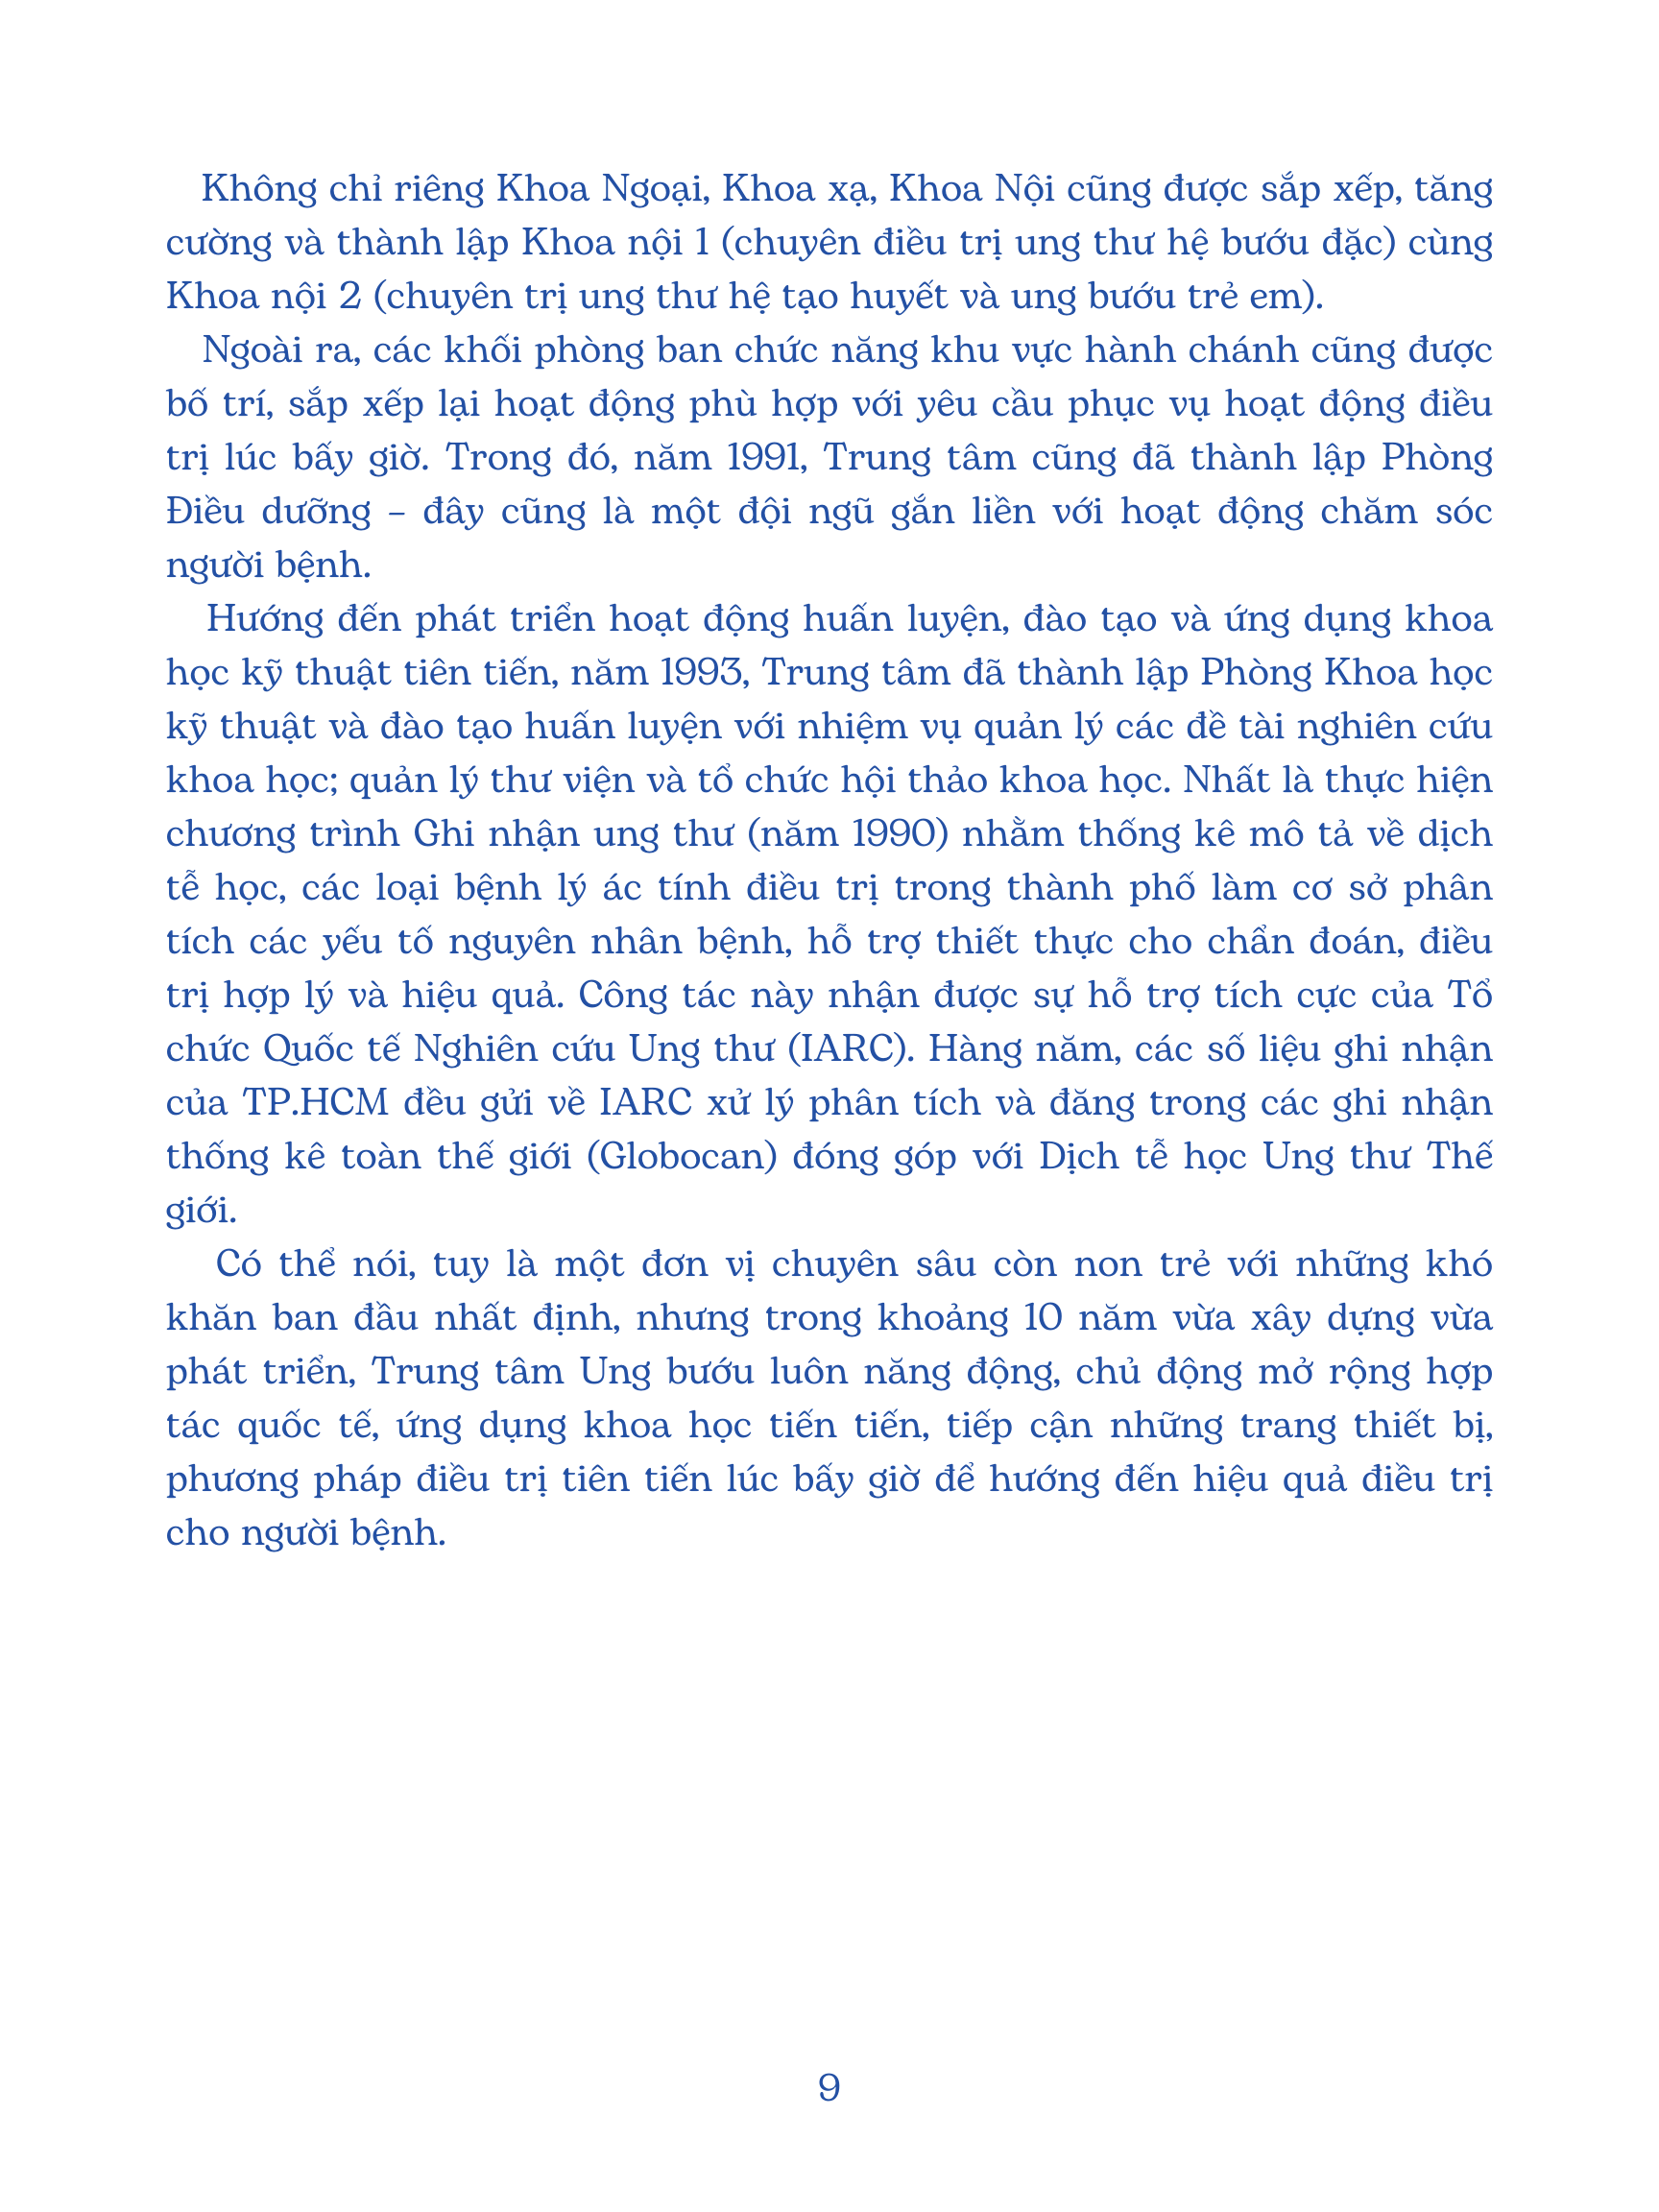 Không chỉ riêng Khoa Ngoại, Khoa xạ, Khoa Nội cũng được sắp xếp, tăng
cường và thành lập Khoa nội 1 (chuyên điều trị ung thư hệ bướu đặc) cùng
Khoa nội 2 (chuyên trị ung thư hệ tạo huyết và ung bướu trẻ em).
Ngoài ra, các khối phòng ban chức năng khu vực hành chánh cũng được
bố trí, sắp xếp lại hoạt động phù hợp với yêu cầu phục vụ hoạt động điều
trị lúc bấy giờ. Trong đó, năm 1991, Trung tâm cũng đã thành lập Phòng
Điều dưỡng – đây cũng là một đội ngũ gắn liền với hoạt động chăm sóc
người bệnh.
Hướng đến phát triển hoạt động huấn luyện, đào tạo và ứng dụng khoa
học kỹ thuật tiên tiến, năm 1993, Trung tâm đã thành lập Phòng Khoa học
kỹ thuật và đào tạo huấn luyện với nhiệm vụ quản lý các đề tài nghiên cứu
khoa học; quản lý thư viện và tổ chức hội thảo khoa học. Nhất là thực hiện
chương trình Ghi nhận ung thư (năm 1990) nhằm thống kê mô tả về dịch
tễ học, các loại bệnh lý ác tính điều trị trong thành phố làm cơ sở phân
tích các yếu tố nguyên nhân bệnh, hỗ trợ thiết thực cho chẩn đoán, điều
trị hợp lý và hiệu quả. Công tác này nhận được sự hỗ trợ tích cực của Tổ
chức Quốc tế Nghiên cứu Ung thư (IARC). Hàng năm, các số liệu ghi nhận
của TP.HCM đều gửi về IARC xử lý phân tích và đăng trong các ghi nhận
thống kê toàn thế giới (Globocan) đóng góp với Dịch tễ học Ung thư Thế
giới.
Có thể nói, tuy là một đơn vị chuyên sâu còn non trẻ với những khó
khăn ban đầu nhất định, nhưng trong khoảng 10 năm vừa xây dựng vừa
phát triển, Trung tâm Ung bướu luôn năng động, chủ động mở rộng hợp
tác quốc tế, ứng dụng khoa học tiến tiến, tiếp cận những trang thiết bị,
phương pháp điều trị tiên tiến lúc bấy giờ để hướng đến hiệu quả điều trị
cho người bệnh.
9